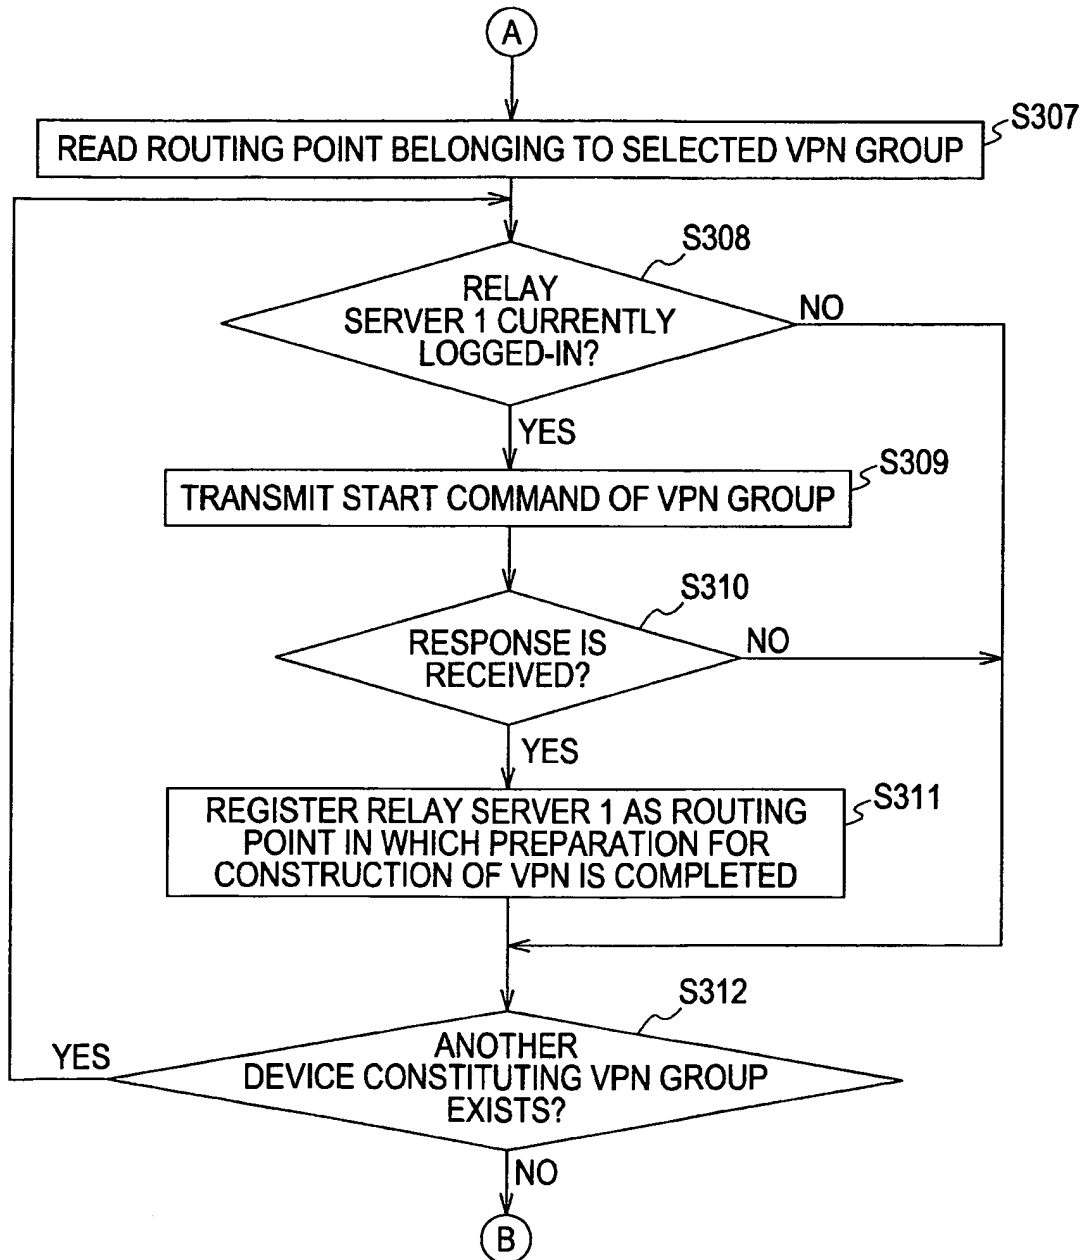 A
S307
READ ROUTING POINT BELONGING TO SELECTED VPN GROUP
S308
RELAY
SERVER 1 CURRENTLY
LOGGED-IN?
NO
YES
S309
TRANSMIT START COMMAND OF VPN GROUP
S310
RESPONSE IS
RECEIVED?
NO
YES
S311
REGISTER RELAY SERVER 1 AS ROUTING
POINT IN WHICH PREPARATION FOR
CONSTRUCTION OF VPN IS COMPLETED
S312
YES
ANOTHER
DEVICE CONSTITUTING VPN GROUP
EXISTS?
NO
B